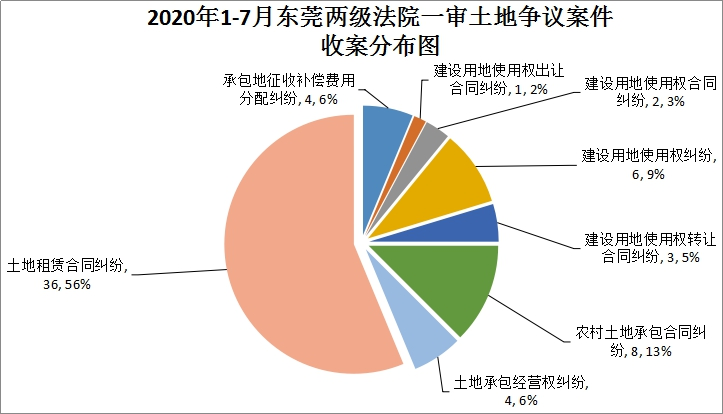 2020年1-7月东莞两级法院一审土地争议案件
收案分布图
承包地征收补偿费用
分配纠纷, 4, 6%
建设用地使用权出让
合同纠纷, 1, 2%
建设用地使用权合同
纠纷, 2, 3%
建设用地使用权纠纷,
6, 9%
建设用地使用权转让
合同纠纷, 3, 5%
农村土地承包合同纠
纷, 8, 13%
土地承包经营权纠纷,
4, 6%
土地租赁合同纠纷,
36, 56%